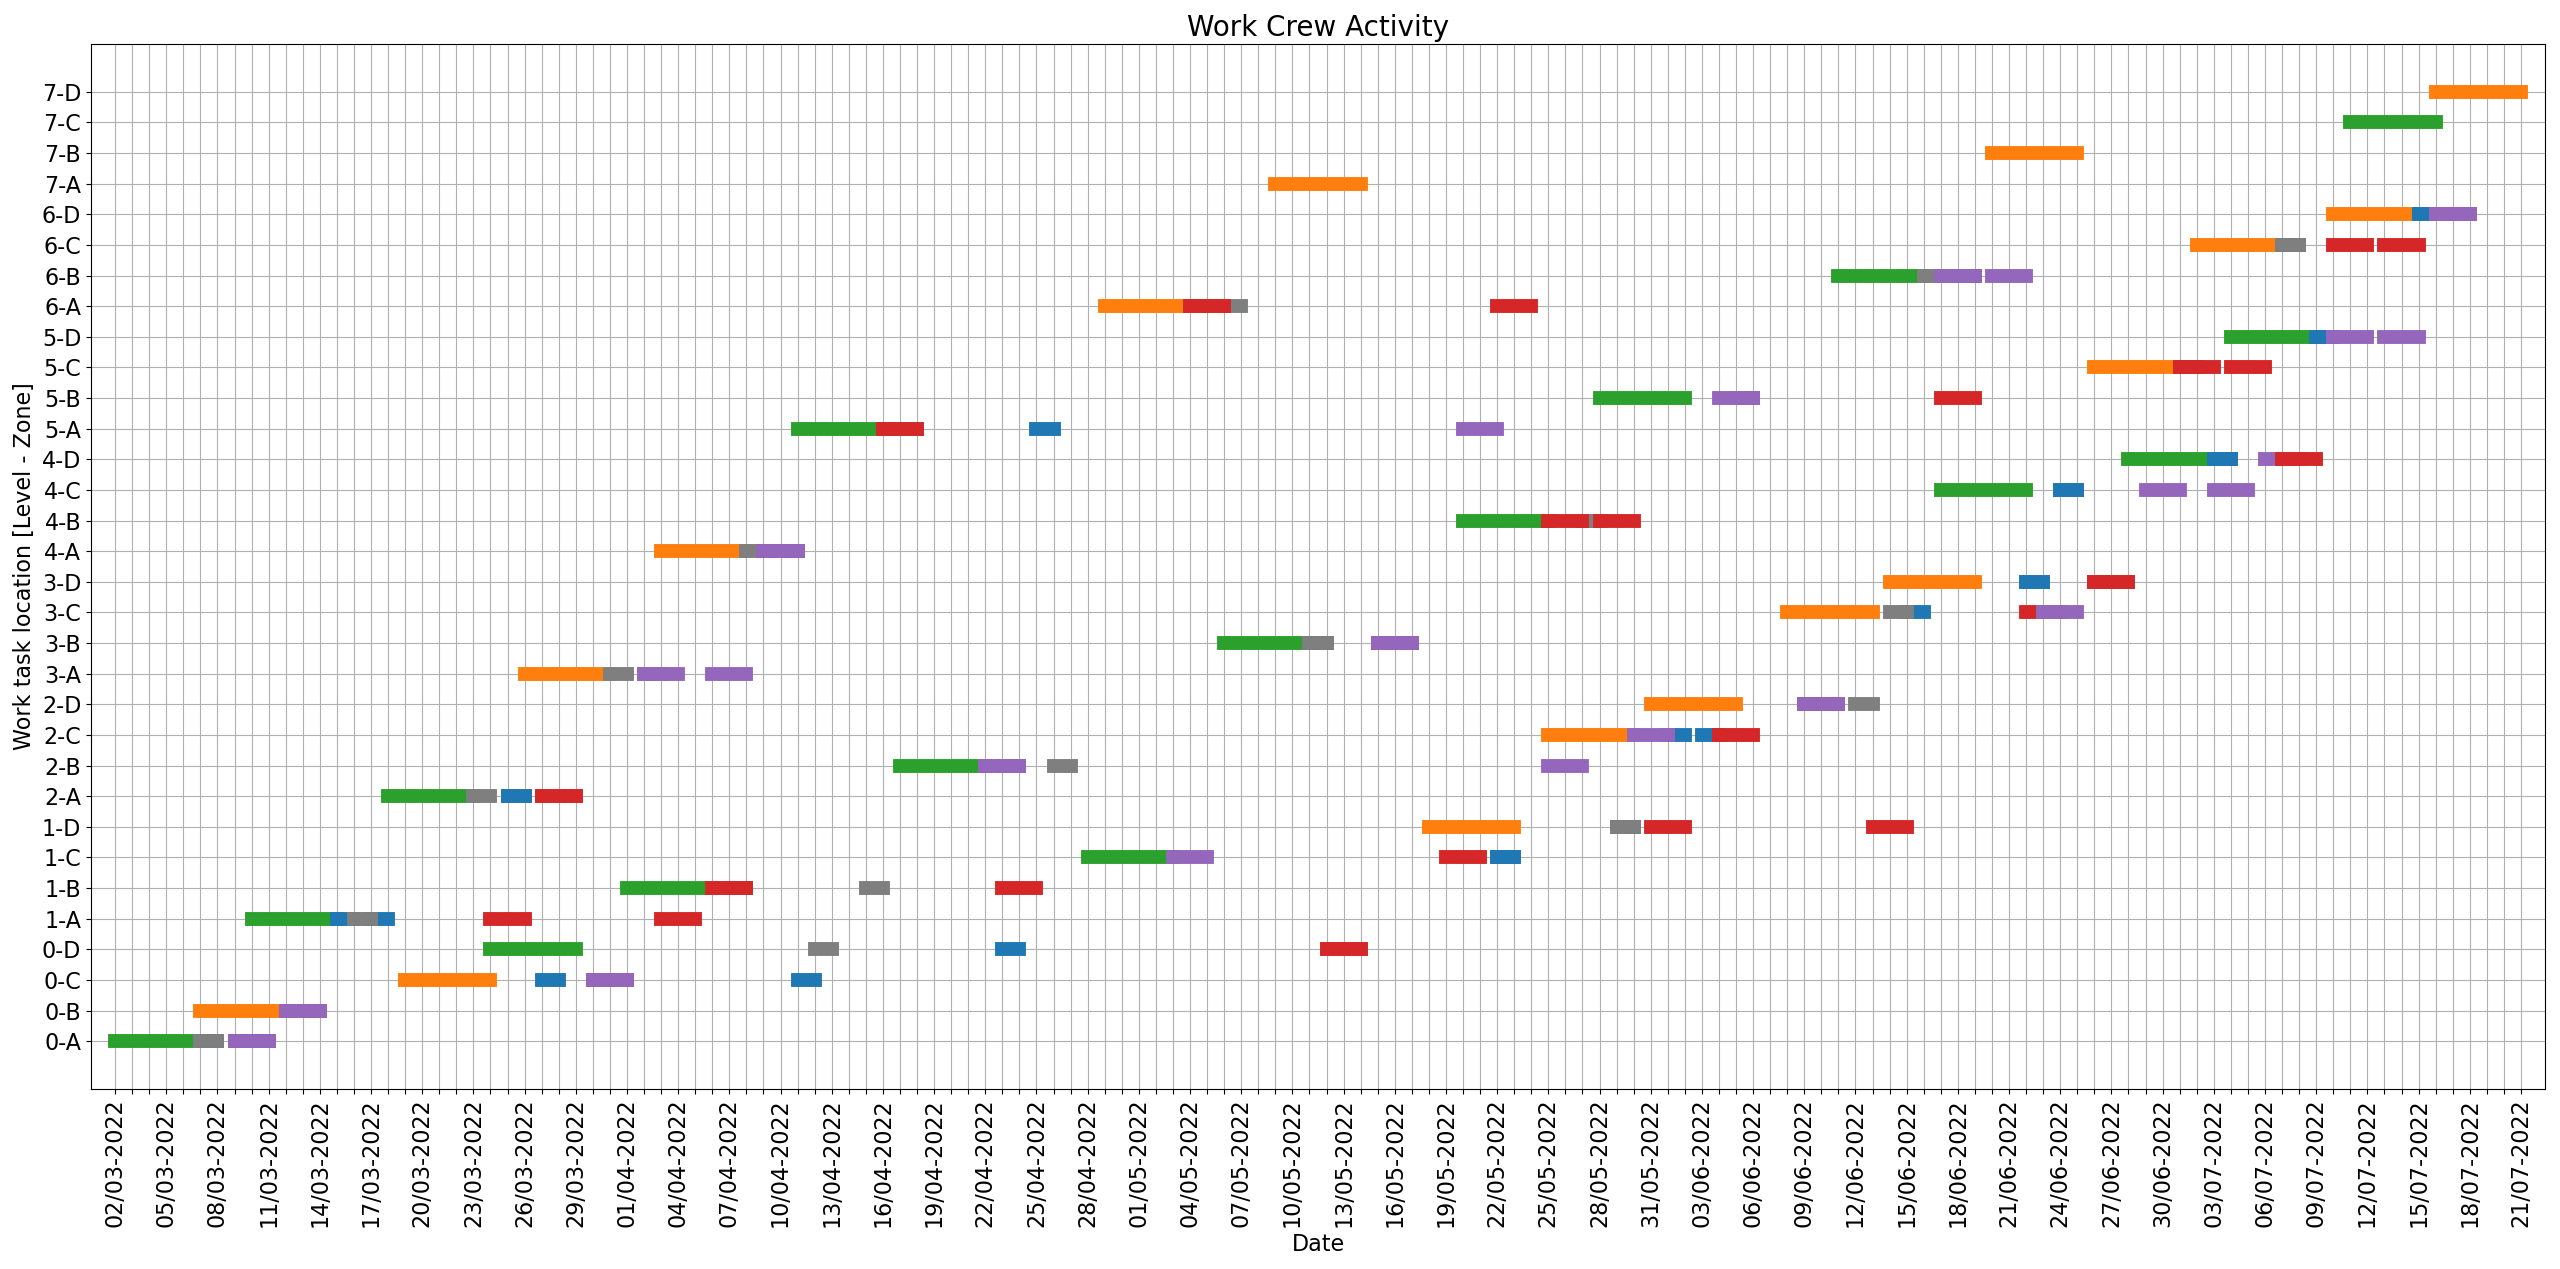 Work Crew Activity
Work task location [Level - Zone]
7-D
7-C
7-B
7-A
6-D
6-C
6-B
6-A
5-D
5-C
5-B
5-A
4-D
4-C
4-B
4-A
3-D
3-C
3-B
3-A
2-D
2-C
2-B
2-A
1-D
1-C
1-B
1-A
0-D
0-C
0-B
0-A
02/03-2022
05/03-2022
08/03-2022
11/03-2022
14/03-2022
17/03-2022
20/03-2022
23/03-2022
26/03-2022
29/03-2022
01/04-2022
04/04-2022
07/04-2022
10/04-2022
13/04-2022
16/04-2022
19/04-2022
22/04-2022
25/04-2022
28/04-2022
01/05-2022
04/05-2022
07/05-2022
10/05-2022
13/05-2022
16/05-2022
19/05-2022
22/05-2022
25/05-2022
28/05-2022
31/05-2022
03/06-2022
06/06-2022
09/06-2022
12/06-2022
15/06-2022
18/06-2022
21/06-2022
24/06-2022
27/06-2022
30/06-2022
03/07-2022
06/07-2022
09/07-2022
12/07-2022
15/07-2022
18/07-2022
21/07-2022
Date